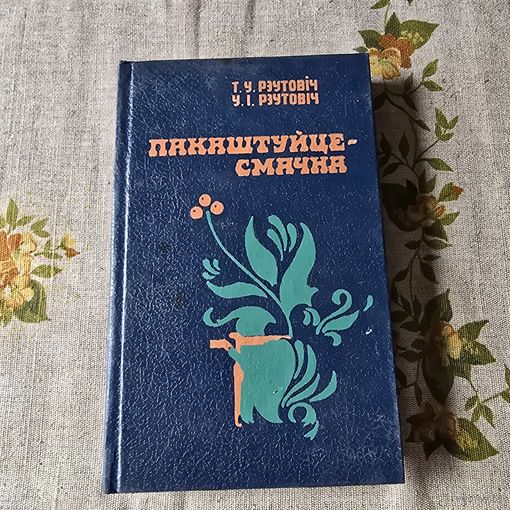 Т. У. РЭУТОВІЧ
У. І. РЭУТОВІЧ
ПАКАШТУЙЦЕ-
СМАЧНА